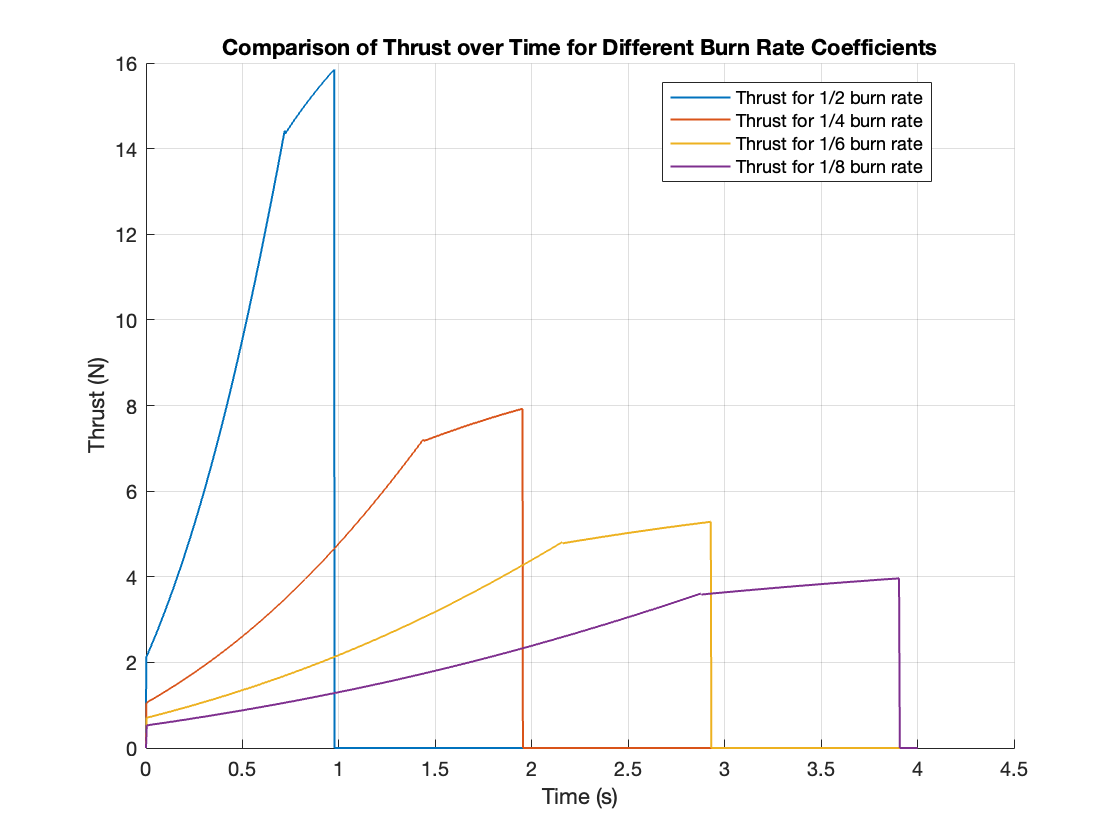 Comparison of Thrust over Time for Different Burn Rate Coefficients
Thrust for 1/2 burn rate
Thrust for 1/4 burn rate
Thrust for 1/6 burn rate
Thrust for 1/8 burn rate
Thrust (N)
16
14
12
10
8
6
4
2
0
0 0.5 1 1.5 2 2.5 3 3.5 4 4.5
Time (s)